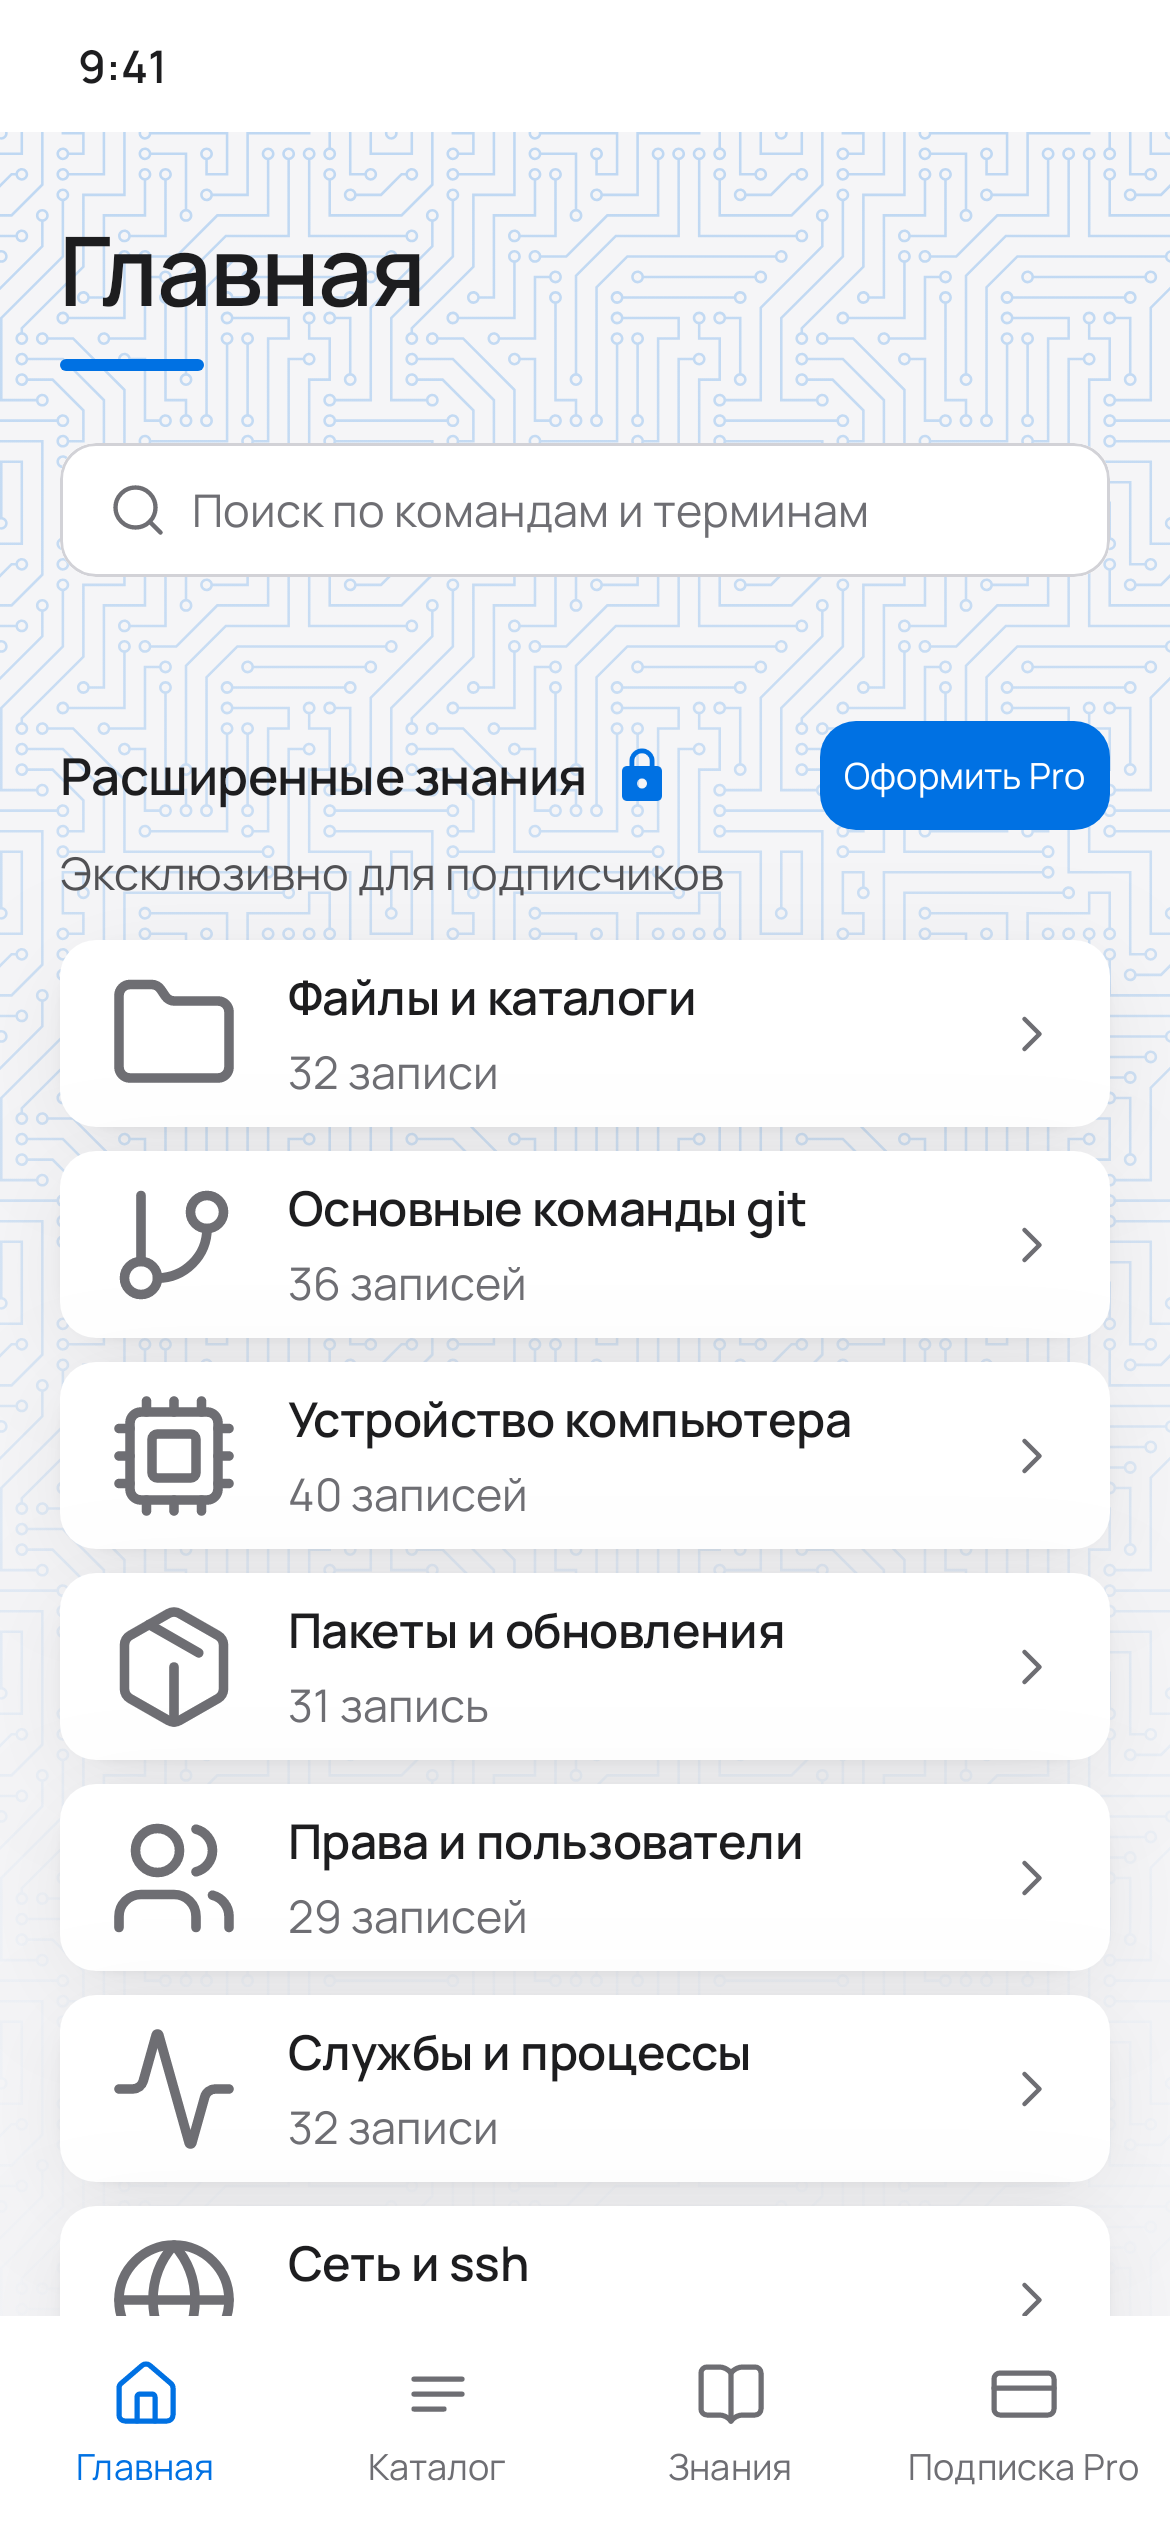 9:41
Главная
Поиск по командам и терминам
Расширенные знания
Оформить Pro
Эксклюзивно для подписчиков
Файлы и каталоги
32 записи
Основные команды git
36 записей
Устройство компьютера
40 записей
Пакеты и обновления
31 запись
Права и пользователи
29 записей
Службы и процессы
32 записи
Сеть и ssh
Главная
Каталог
Знания
Подписка Pro